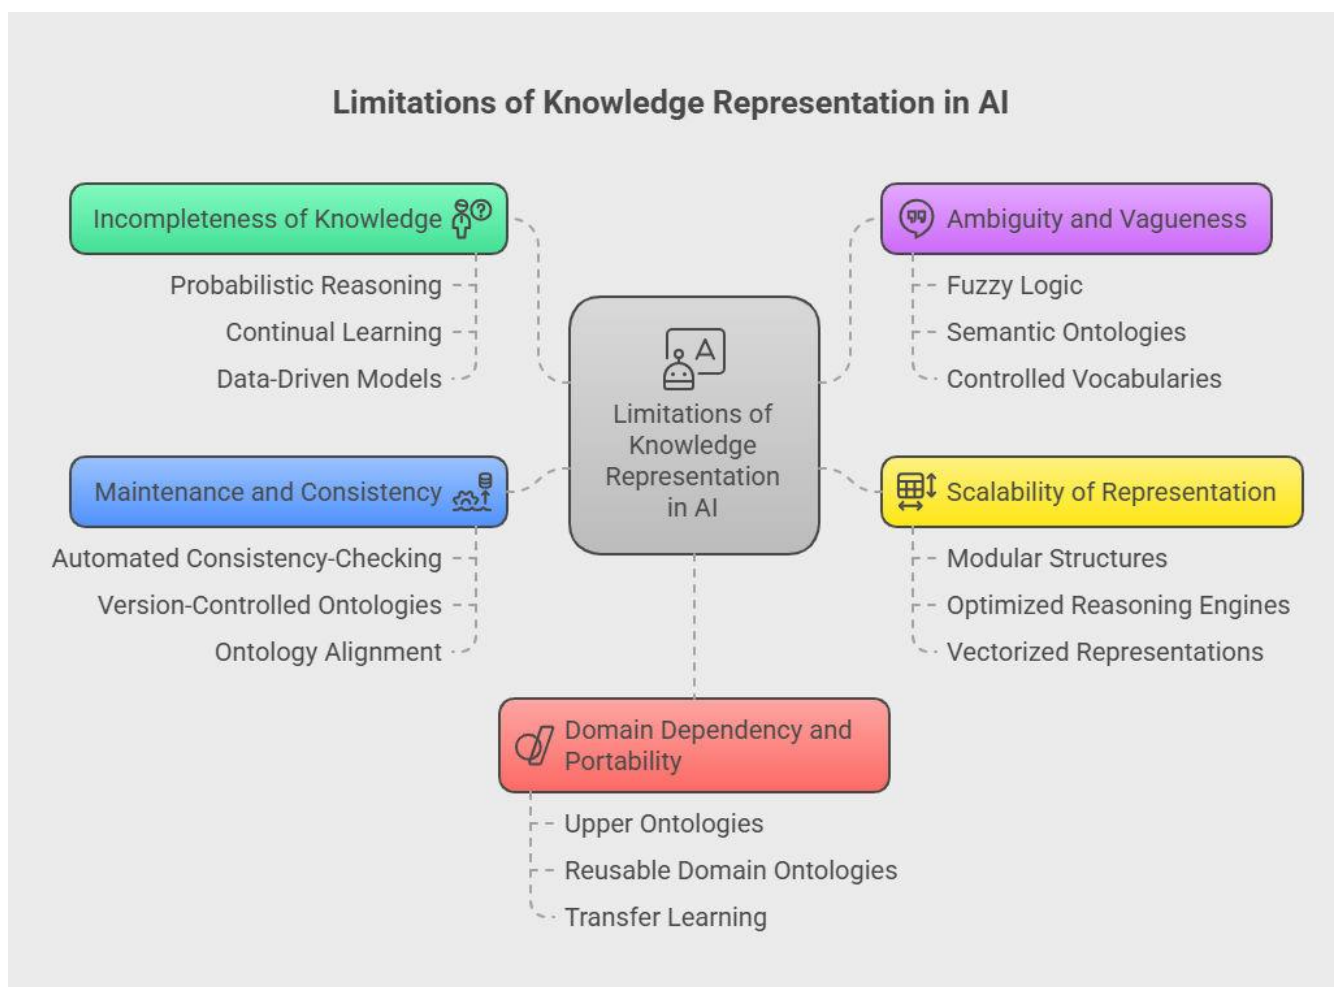 Limitations of Knowledge Representation in AI
Incompleteness of Knowledge
Probabilistic Reasoning
Continual Learning
Data-Driven Models
Ambiguity and Vagueness
Fuzzy Logic
Semantic Ontologies
Controlled Vocabularies
A
Limitations of
Knowledge
Representation
in AI
Maintenance and Consistency
Automated Consistency-Checking
Version-Controlled Ontologies
Ontology Alignment
Scalability of Representation
Modular Structures
Optimized Reasoning Engines
Vectorized Representations
Domain Dependency and
Portability
Upper Ontologies
Reusable Domain Ontologies
Transfer Learning